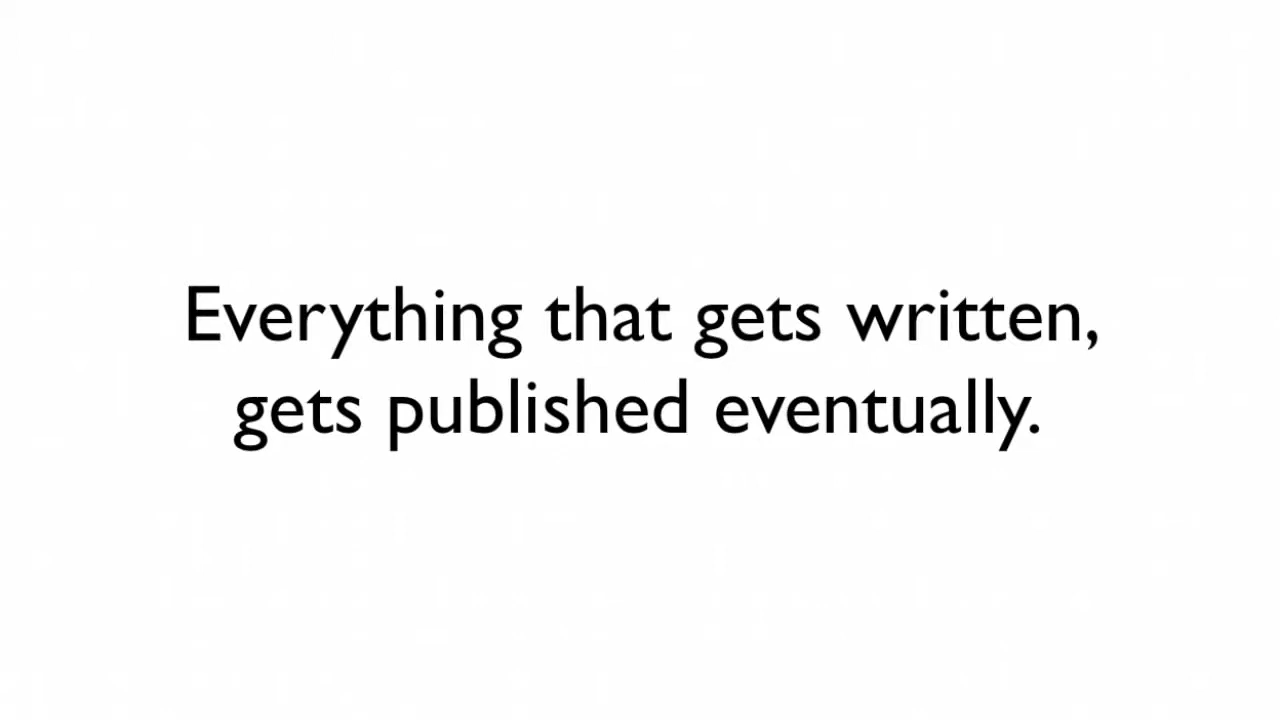 Everything that gets written,
gets published eventually.